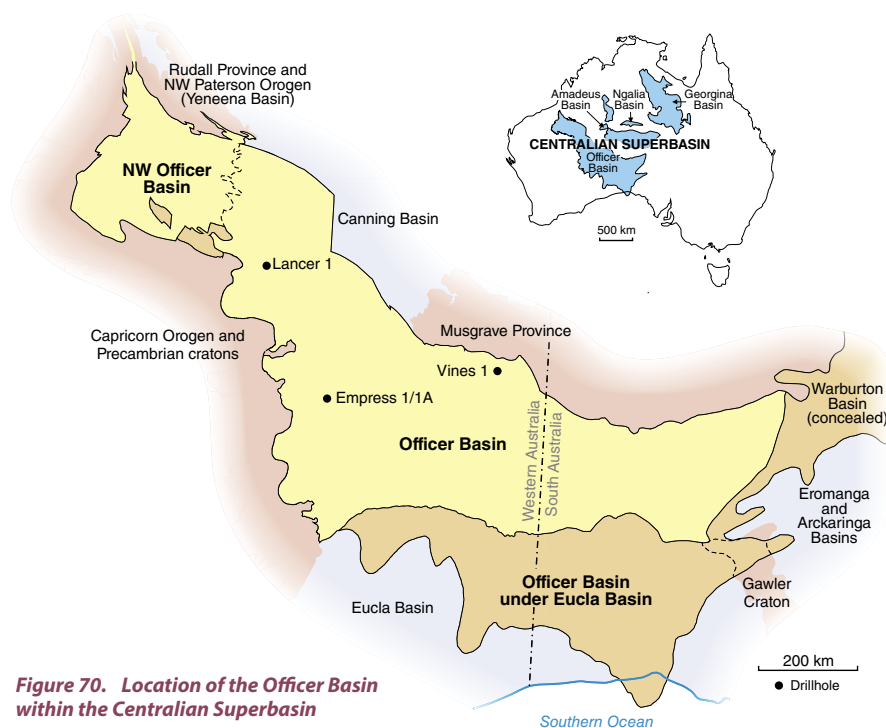 Rudall Province and
NW Paterson Orogen
(Yeneena Basin)
NW Officer
Basin
Canning Basin
Lancer 1
Capricorn Orogen and
Precambrian cratons
Musgrave Province
Vines 1
Empress 1/1A
Officer Basin
Western Australia
South Australia
Warburton
Basin
(concealed)
Eromanga
and
Arckaringa
Basins
Officer Basin
under Eucla Basin
Eucla Basin
Gawler
Craton
200 km
Drillhole
Southern Ocean
Amadeus
Basin
Ngalia
Basin
Georgina
Basin
CENTRALIAN SUPERBASIN
Officer
Basin
500 km
Figure 70. Location of the Officer Basin
within the Centralian Superbasin